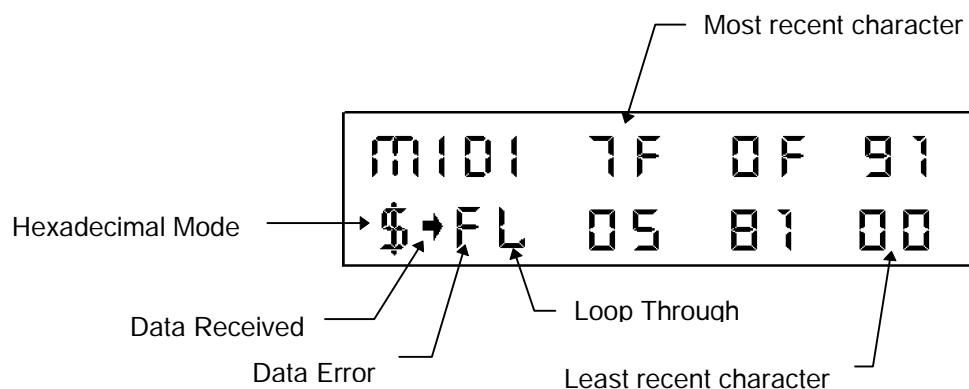 Most recent character
MIDI 7F 0F 91
Hexadecimal Mode
$➧FL 05 81 00
Data Received
Loop Through
Data Error
Least recent character